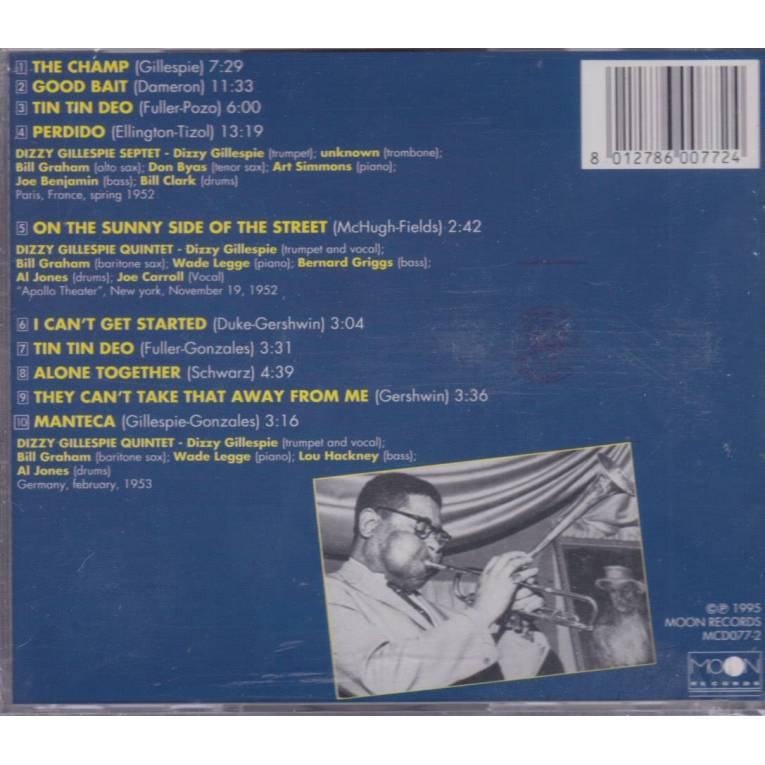 1 THE CHAMP (Gillespie) 7:29
2 GOOD BAIT (Dameron) 11:33
3 TIN TIN DEO (Fuller-Pozo) 6:00
4 PERDIDO (Ellington-Tizol) 13:19
DIZZY GILLESPIE SEPTET - Dizzy Gillespie (trumpet); unknown (trombone);
Bill Graham (alto sax); Don Byas (tenor sax); Art Simmons (piano);
Joe Benjamin (bass); Bill Clark (drums)
Paris, France, spring 1952
5 ON THE SUNNY SIDE OF THE STREET (McHugh-Fields) 2:42
DIZZY GILLESPIE QUINTET - Dizzy Gillespie (trumpet and vocal);
Bill Graham (baritone sax); Wade Legge (piano); Bernard Griggs (bass);
Al Jones (drums); Joe Carroll (Vocal)
"Apollo Theater", New york, November 19, 1952
6 I CAN'T GET STARTED (Duke-Gershwin) 3:04
7 TIN TIN DEO (Fuller-Gonzales) 3:31
8 ALONE TOGETHER (Schwarz) 4:39
9 THEY CAN'T TAKE THAT AWAY FROM ME (Gershwin) 3:36
10 MANTECA (Gillespie-Gonzales) 3:16
DIZZY GILLESPIE QUINTET - Dizzy Gillespie (trumpet and vocal);
Bill Graham (baritone sax); Wade Legge (piano); Lou Hackney (bass);
Al Jones (drums)
Germany, february, 1953
8 012786 007724
©℗ 1995
MOON RECORDS
MCD077-2
MOON
RECORDS